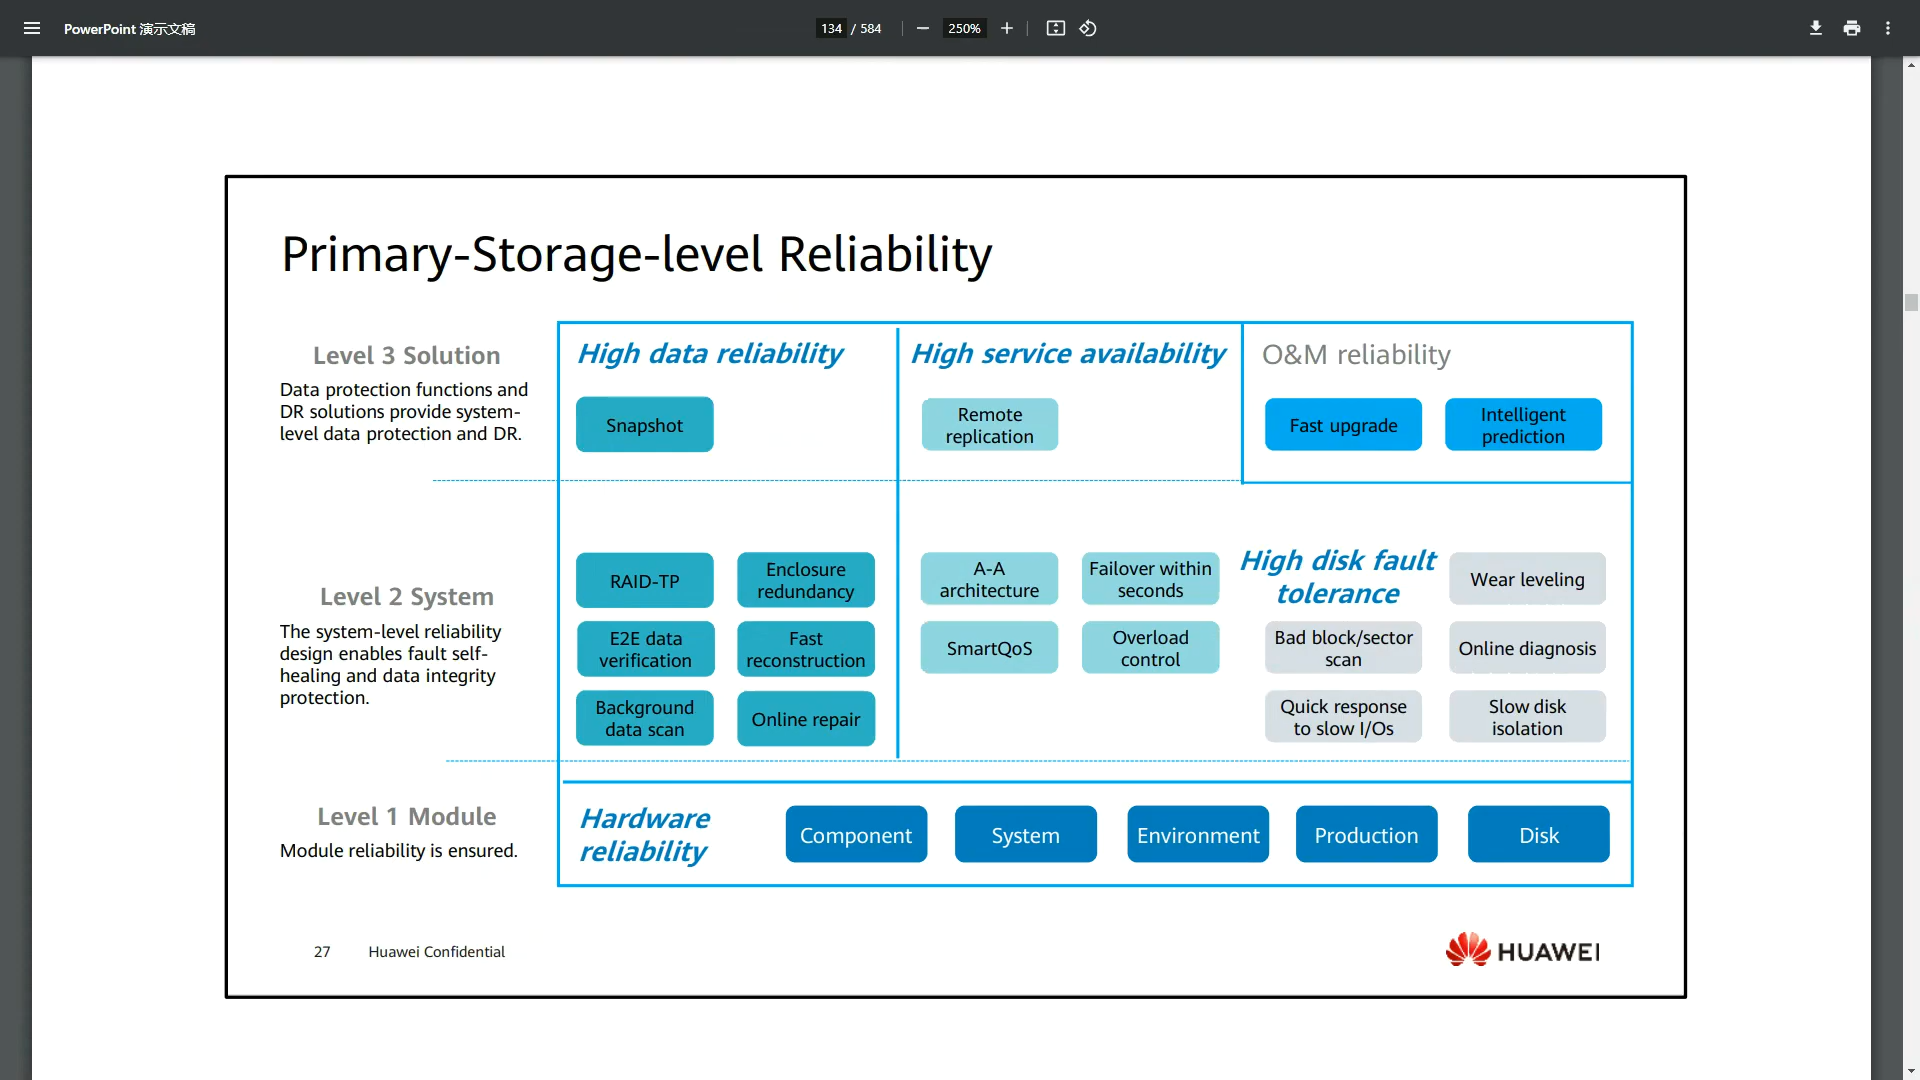 PowerPoint 演示文稿
134 / 584
250%
Primary-Storage-level Reliability
Level 3 Solution
Data protection functions and
DR solutions provide system-
level data protection and DR.
High data reliability
Snapshot
High service availability
Remote
replication
O&M reliability
Fast upgrade
Intelligent
prediction
Level 2 System
The system-level reliability
design enables fault self-
healing and data integrity
protection.
RAID-TP
Enclosure
redundancy
E2E data
verification
Fast
reconstruction
Background
data scan
Online repair
A-A
architecture
Failover within
seconds
SmartQoS
Overload
control
High disk fault
tolerance
Wear leveling
Bad block/sector
scan
Online diagnosis
Quick response
to slow I/Os
Slow disk
isolation
Level 1 Module
Module reliability is ensured.
Hardware
reliability
Component
System
Environment
Production
Disk
27
Huawei Confidential
HUAWEI